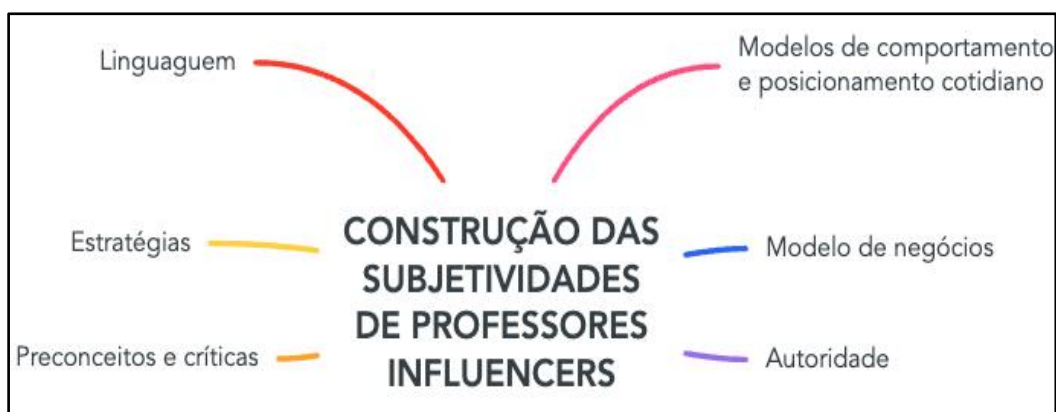 Linguaguem
Modelos de comportamento
e posicionamento cotidiano
CONSTRUÇÃO DAS
SUBJETIVIDADES
DE PROFESSORES
INFLUENCERS
Estratégias
Modelo de negócios
Preconceitos e críticas
Autoridade